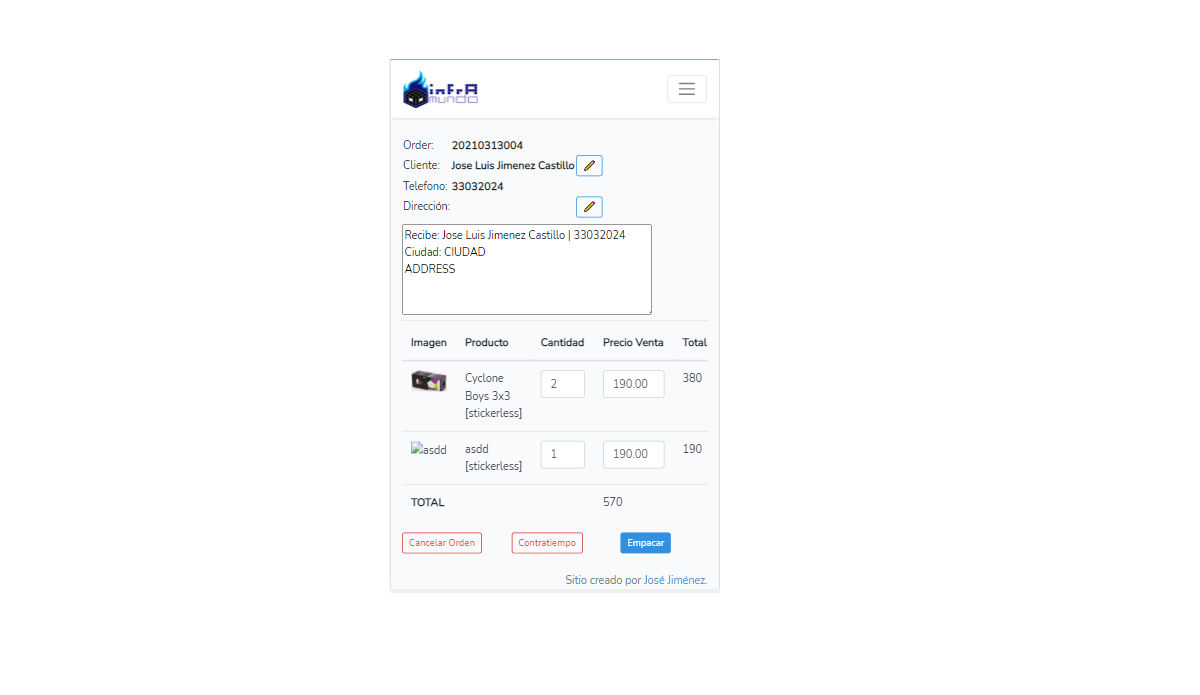 infrA
mundo
Order: 20210313004
Cliente: Jose Luis Jimenez Castillo
Telefono: 33032024
Dirección:
Recibe: Jose Luis Jimenez Castillo | 33032024
Ciudad: CIUDAD
ADDRESS
Imagen Producto Cantidad Precio Venta Total
Cyclone 2 190.00 380
Boys 3x3
[stickerless]
asdd asdd 1 190.00 190
[stickerless]
TOTAL 570
Cancelar Orden Contratiempo Empacar
Sitio creado por José Jiménez.